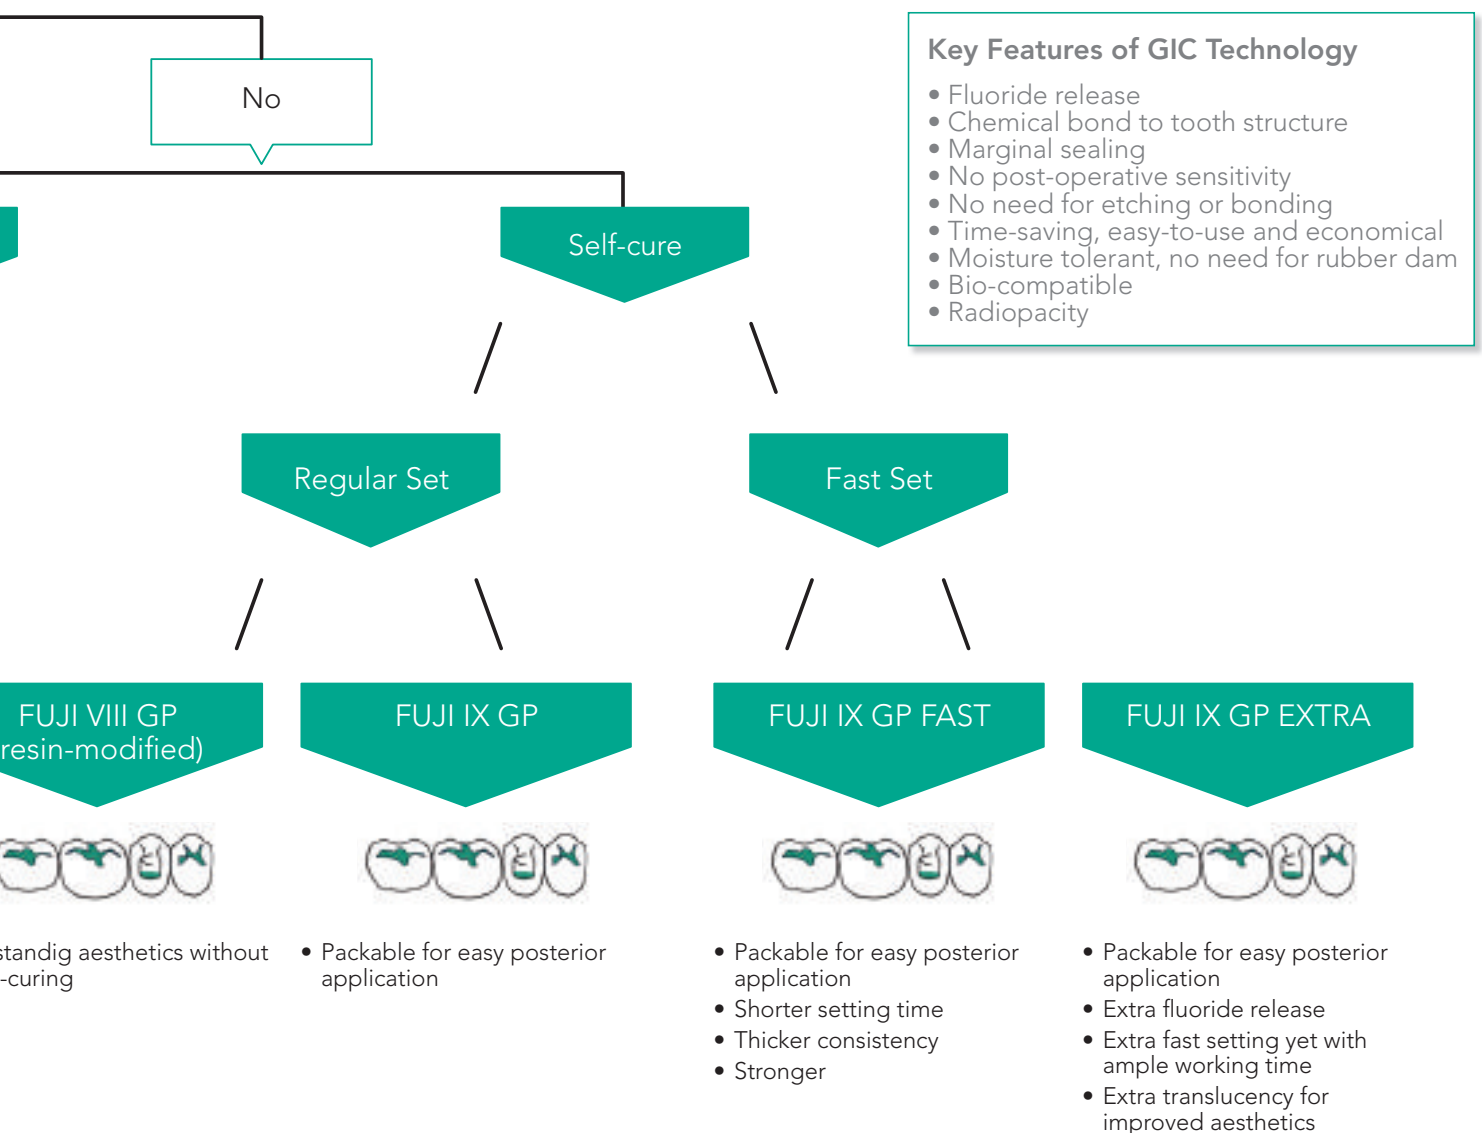 No
Key Features of GIC Technology
• Fluoride release
• Chemical bond to tooth structure
• Marginal sealing
• No post-operative sensitivity
• No need for etching or bonding
• Time-saving, easy-to-use and economical
• Moisture tolerant, no need for rubber dam
• Bio-compatible
• Radiopacity
Self-cure
Regular Set
Fast Set
FUJI VIII GP
resin-modified)
FUJI IX GP
FUJI IX GP FAST
FUJI IX GP EXTRA
standig aesthetics without
-curing
• Packable for easy posterior
application
• Packable for easy posterior
application
• Shorter setting time
• Thicker consistency
• Stronger
• Packable for easy posterior
application
• Extra fluoride release
• Extra fast setting yet with
ample working time
• Extra translucency for
improved aesthetics